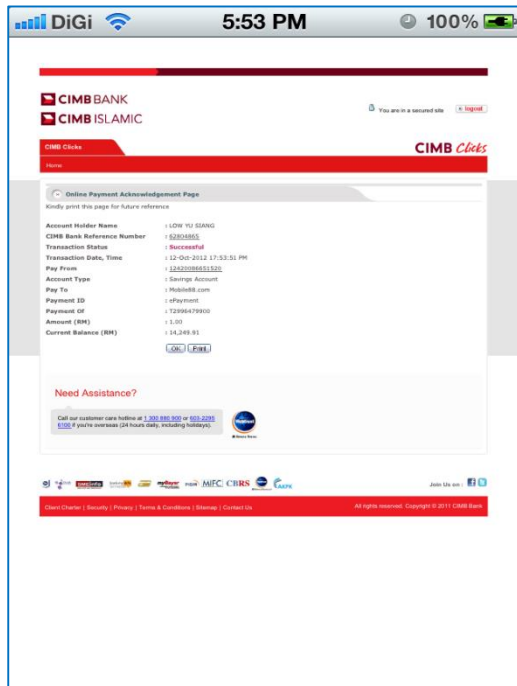 DiGi 5:53 PM 100%
CIMB BANK
CIMB ISLAMIC
You are in a secured site logout
CIMB Clicks CIMB Clicks
Home
Online Payment Acknowledgement Page
Kindly print this page for future reference
Account Holder Name : LOW YU SIANG
CIMB Bank Reference Number : 62804865
Transaction Status : Successful
Transaction Date, Time : 12-Oct-2012 17:53:51 PM
Pay From : 12420086651520
Account Type : Savings Account
Pay To : Mobile88.com
Payment ID : ePayment
Payment Of : T2996479900
Amount (RM) : 1.00
Current Balance (RM) : 14,249.91
OK Print
Need Assistance?
Call our customer care hotline at 1 300 880 900 or 603-2295
6100 if you're overseas (24 hours daily, including holidays).
MIFC CBRS
Join Us on :
Client Charter | Security | Privacy | Terms & Conditions | Sitemap | Contact Us
All rights reserved. Copyright © 2011 CIMB Bank